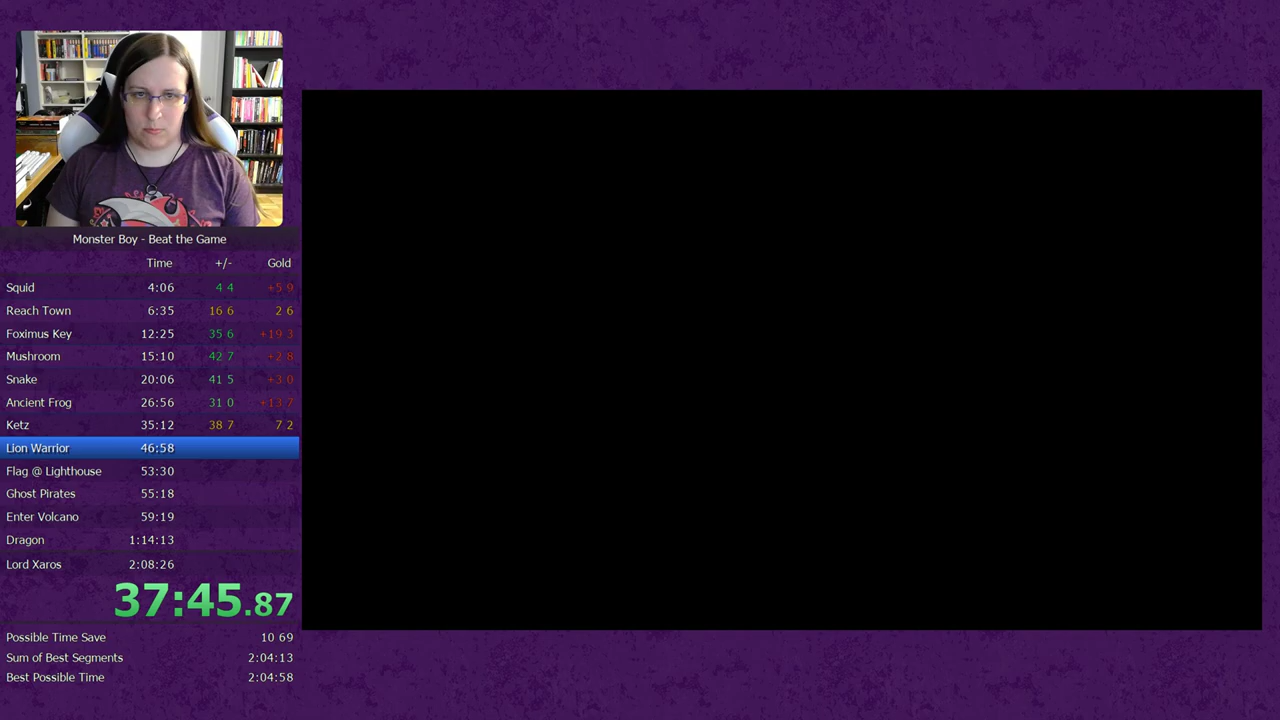 Monster Boy - Beat the Game
Time +/- Gold
Squid 4:06 4 4 +5 9
Reach Town 6:35 16 6 2 6
Foximus Key 12:25 35 6 +19 3
Mushroom 15:10 42 7 +2 8
Snake 20:06 41 5 +3 0
Ancient Frog 26:56 31 0 +13 7
Ketz 35:12 38 7 7 2
Lion Warrior 46:58
Flag @ Lighthouse 53:30
Ghost Pirates 55:18
Enter Volcano 59:19
Dragon 1:14:13
Lord Xaros 2:08:26
37:45.87
Possible Time Save 10 69
Sum of Best Segments 2:04:13
Best Possible Time 2:04:58